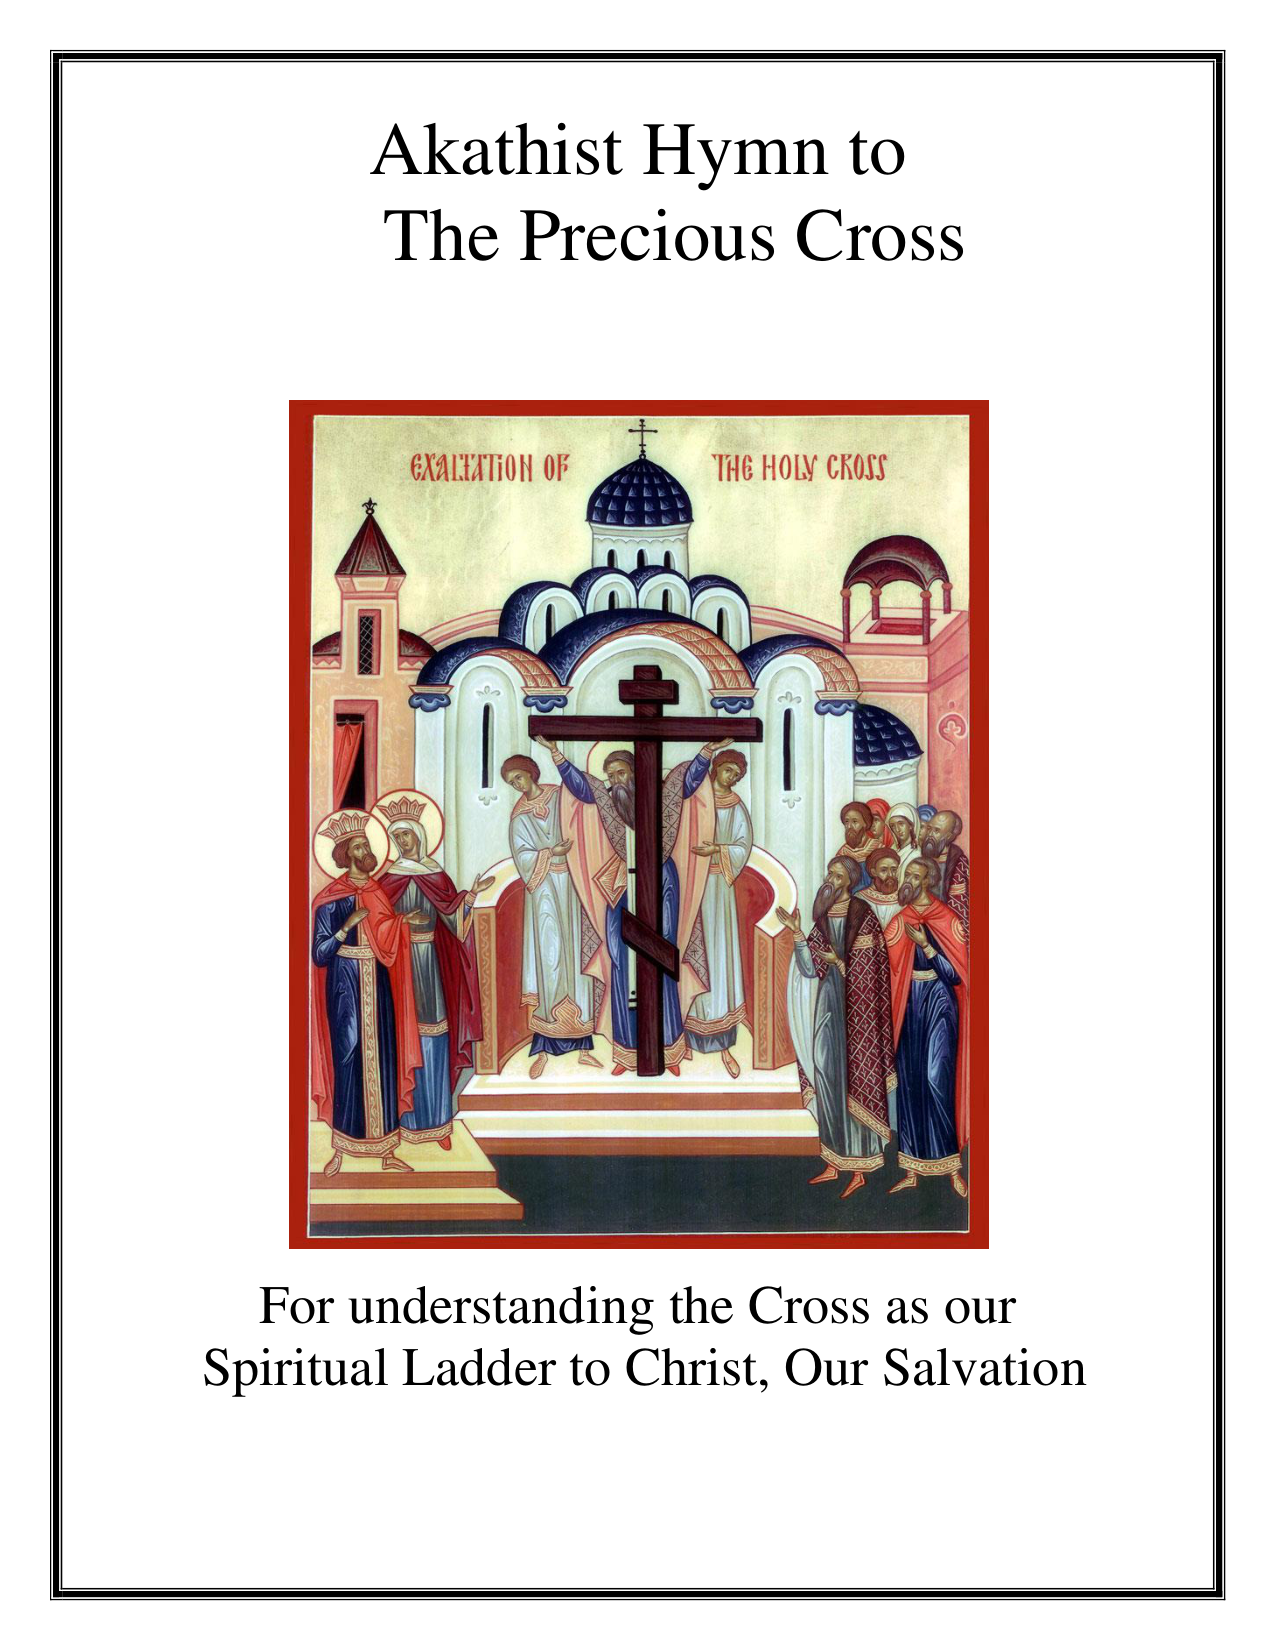 Akathist Hymn to
The Precious Cross
EXALTATION OF THE HOLY CROSS
For understanding the Cross as our
Spiritual Ladder to Christ, Our Salvation